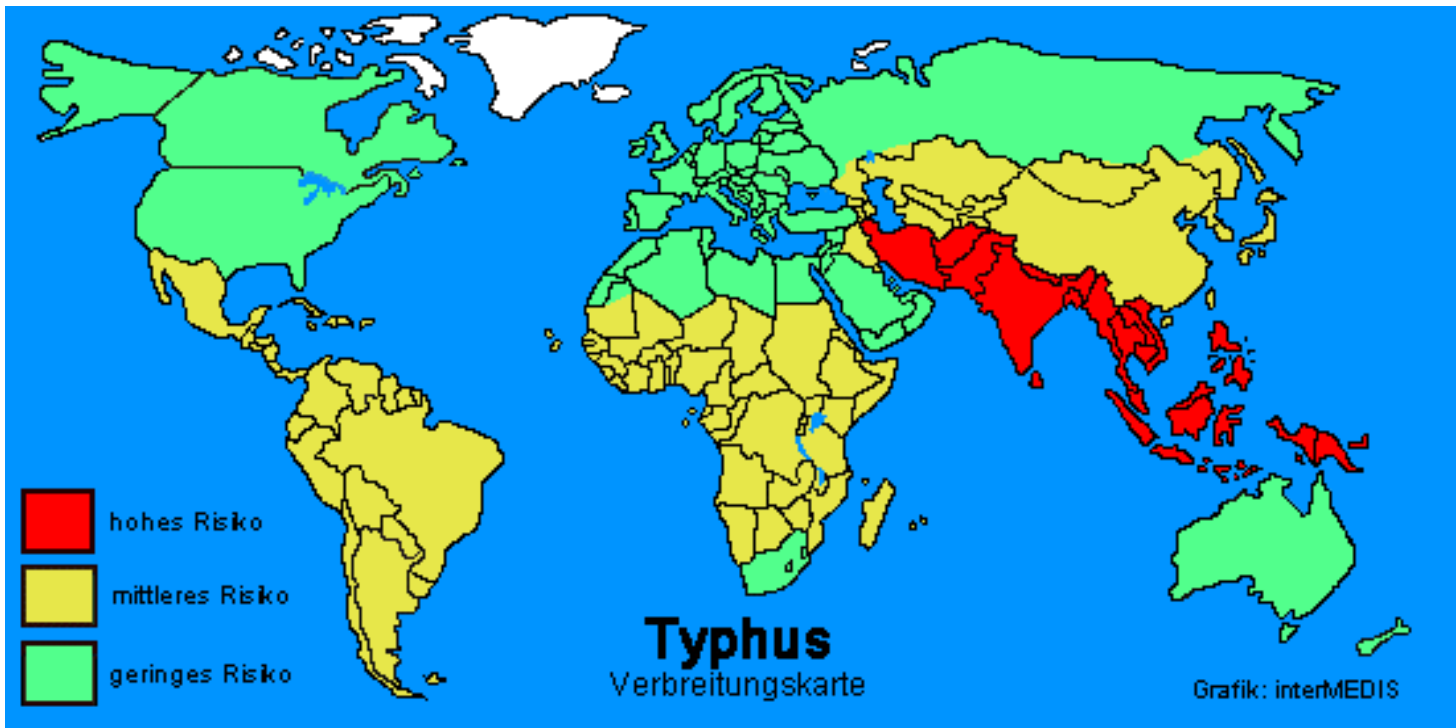 hohes Risiko
mittleres Risiko
geringes Risiko
Typhus
Verbreitungskarte
Grafik: interMEDIS